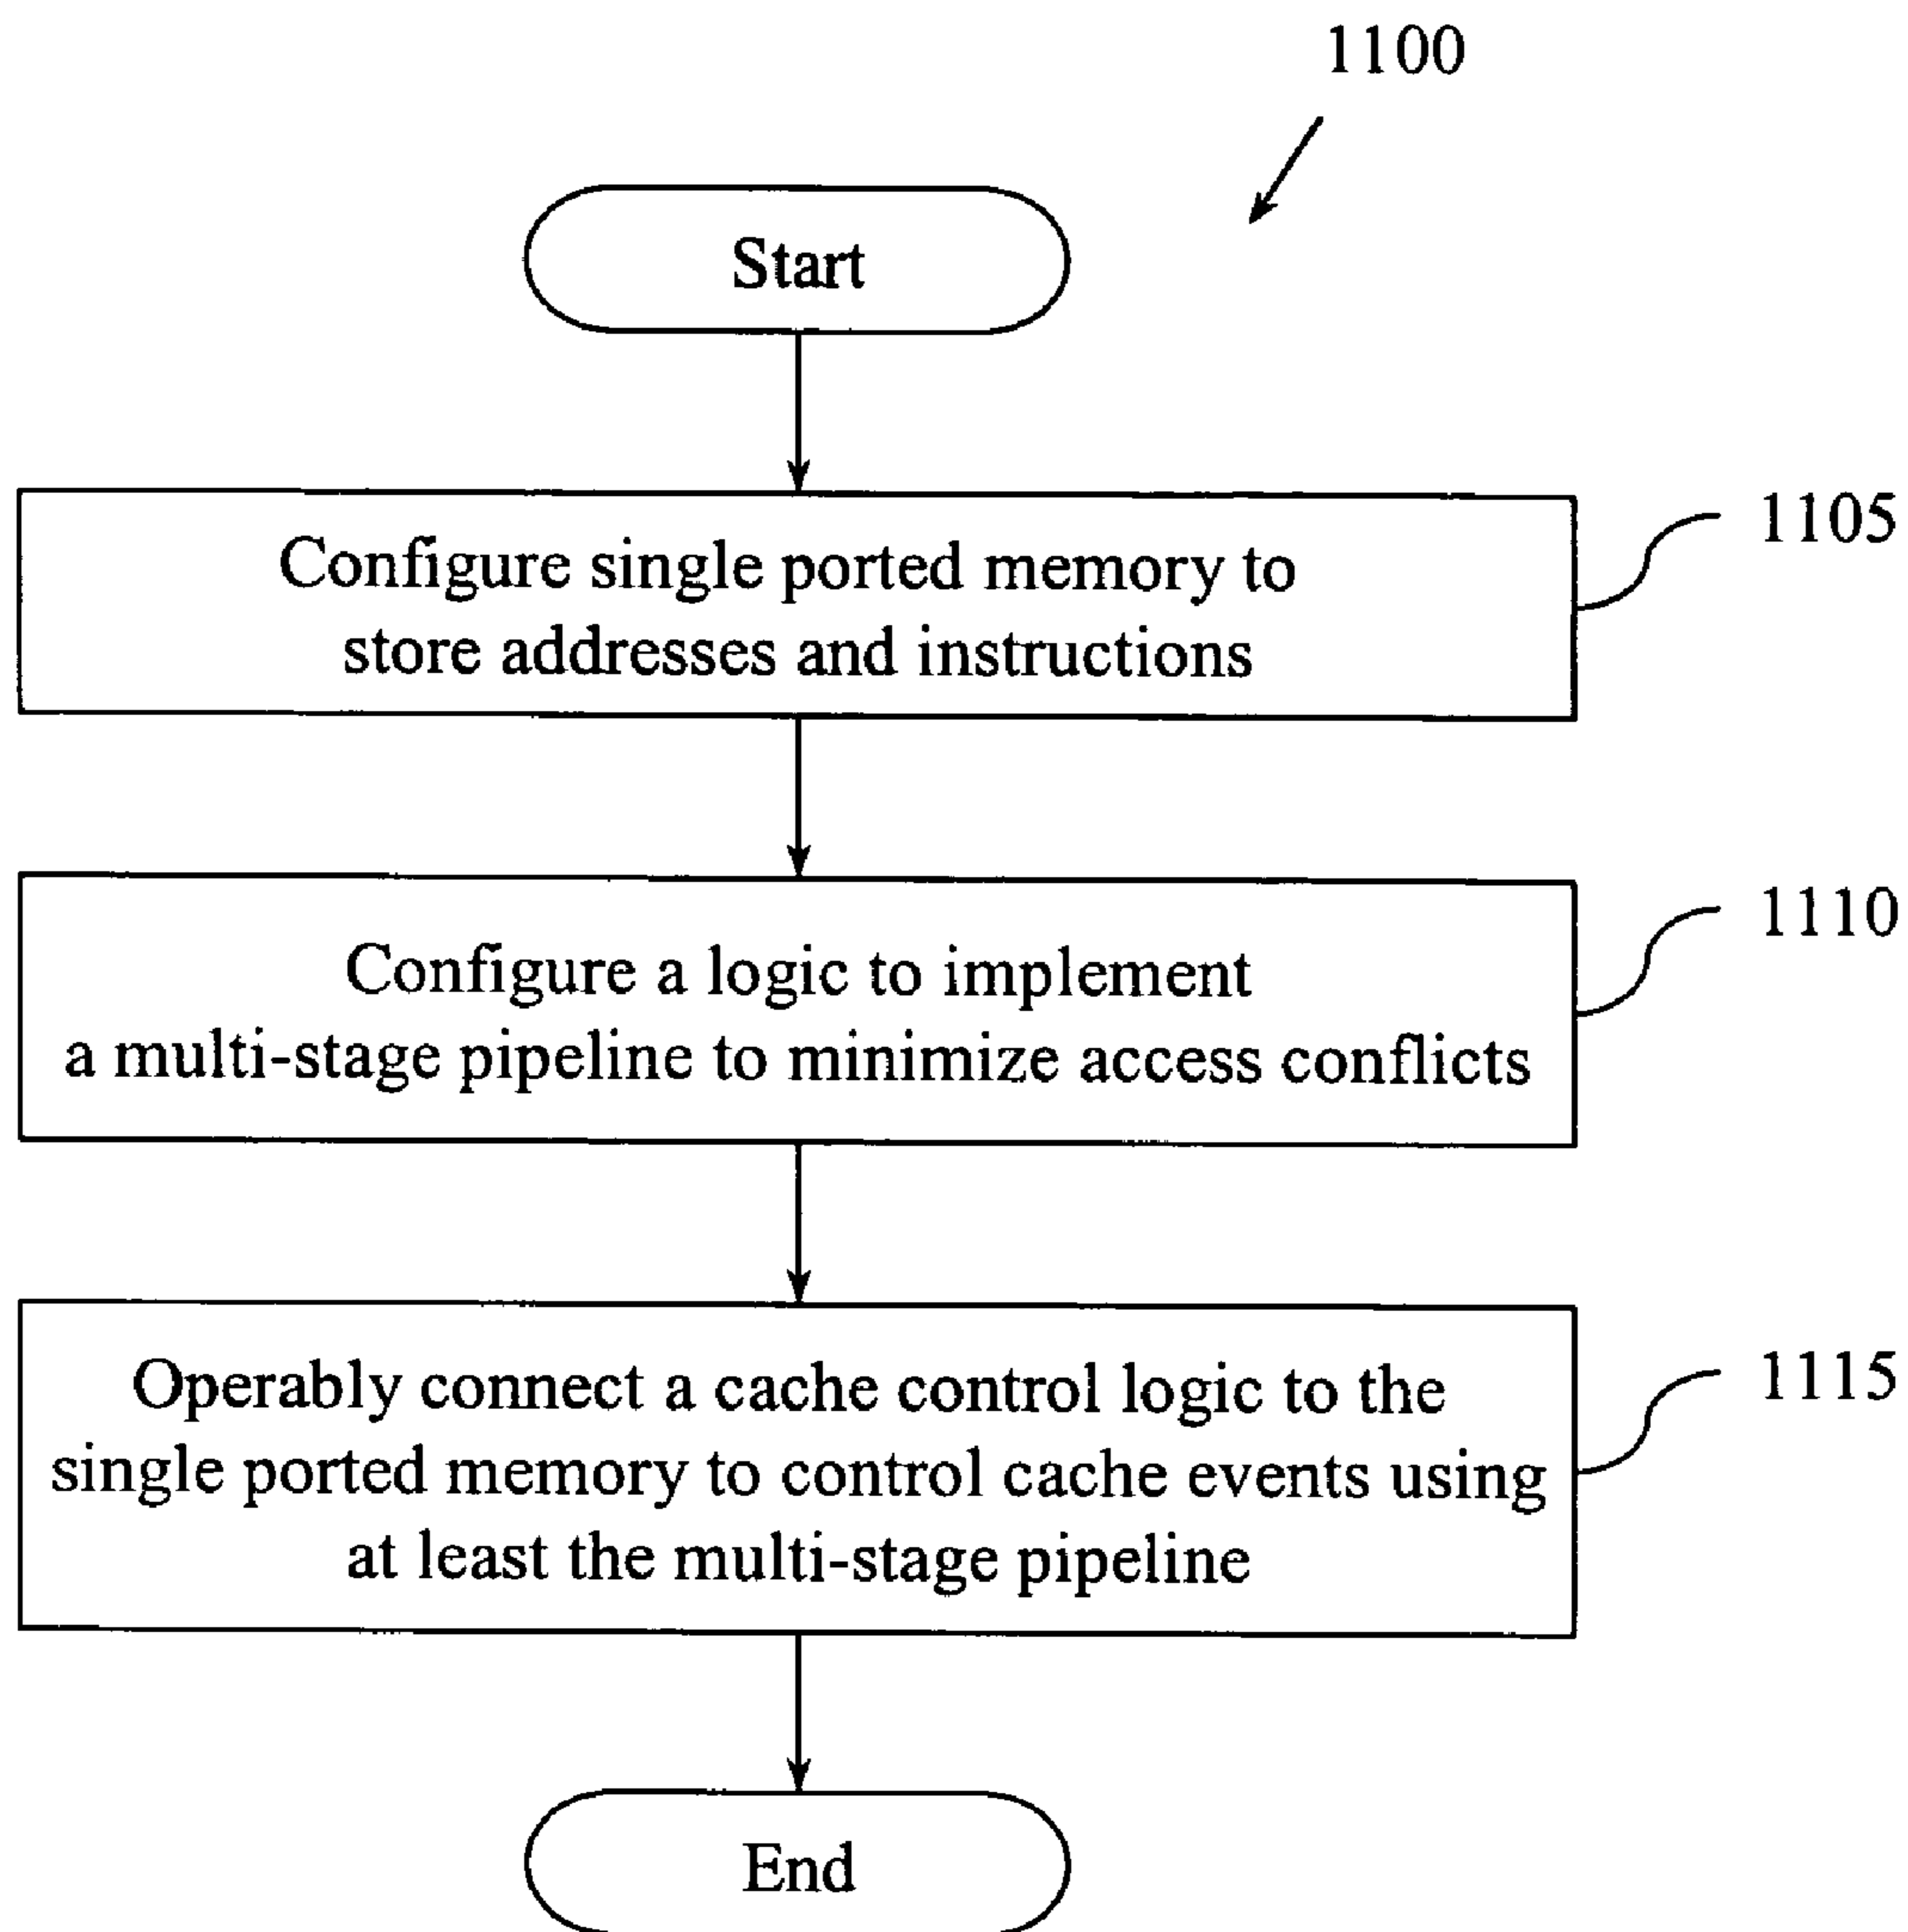 1100
Start
Configure single ported memory to
store addresses and instructions
1105
Configure a logic to implement
a multi-stage pipeline to minimize access conflicts
1110
Operably connect a cache control logic to the
single ported memory to control cache events using
at least the multi-stage pipeline
1115
End